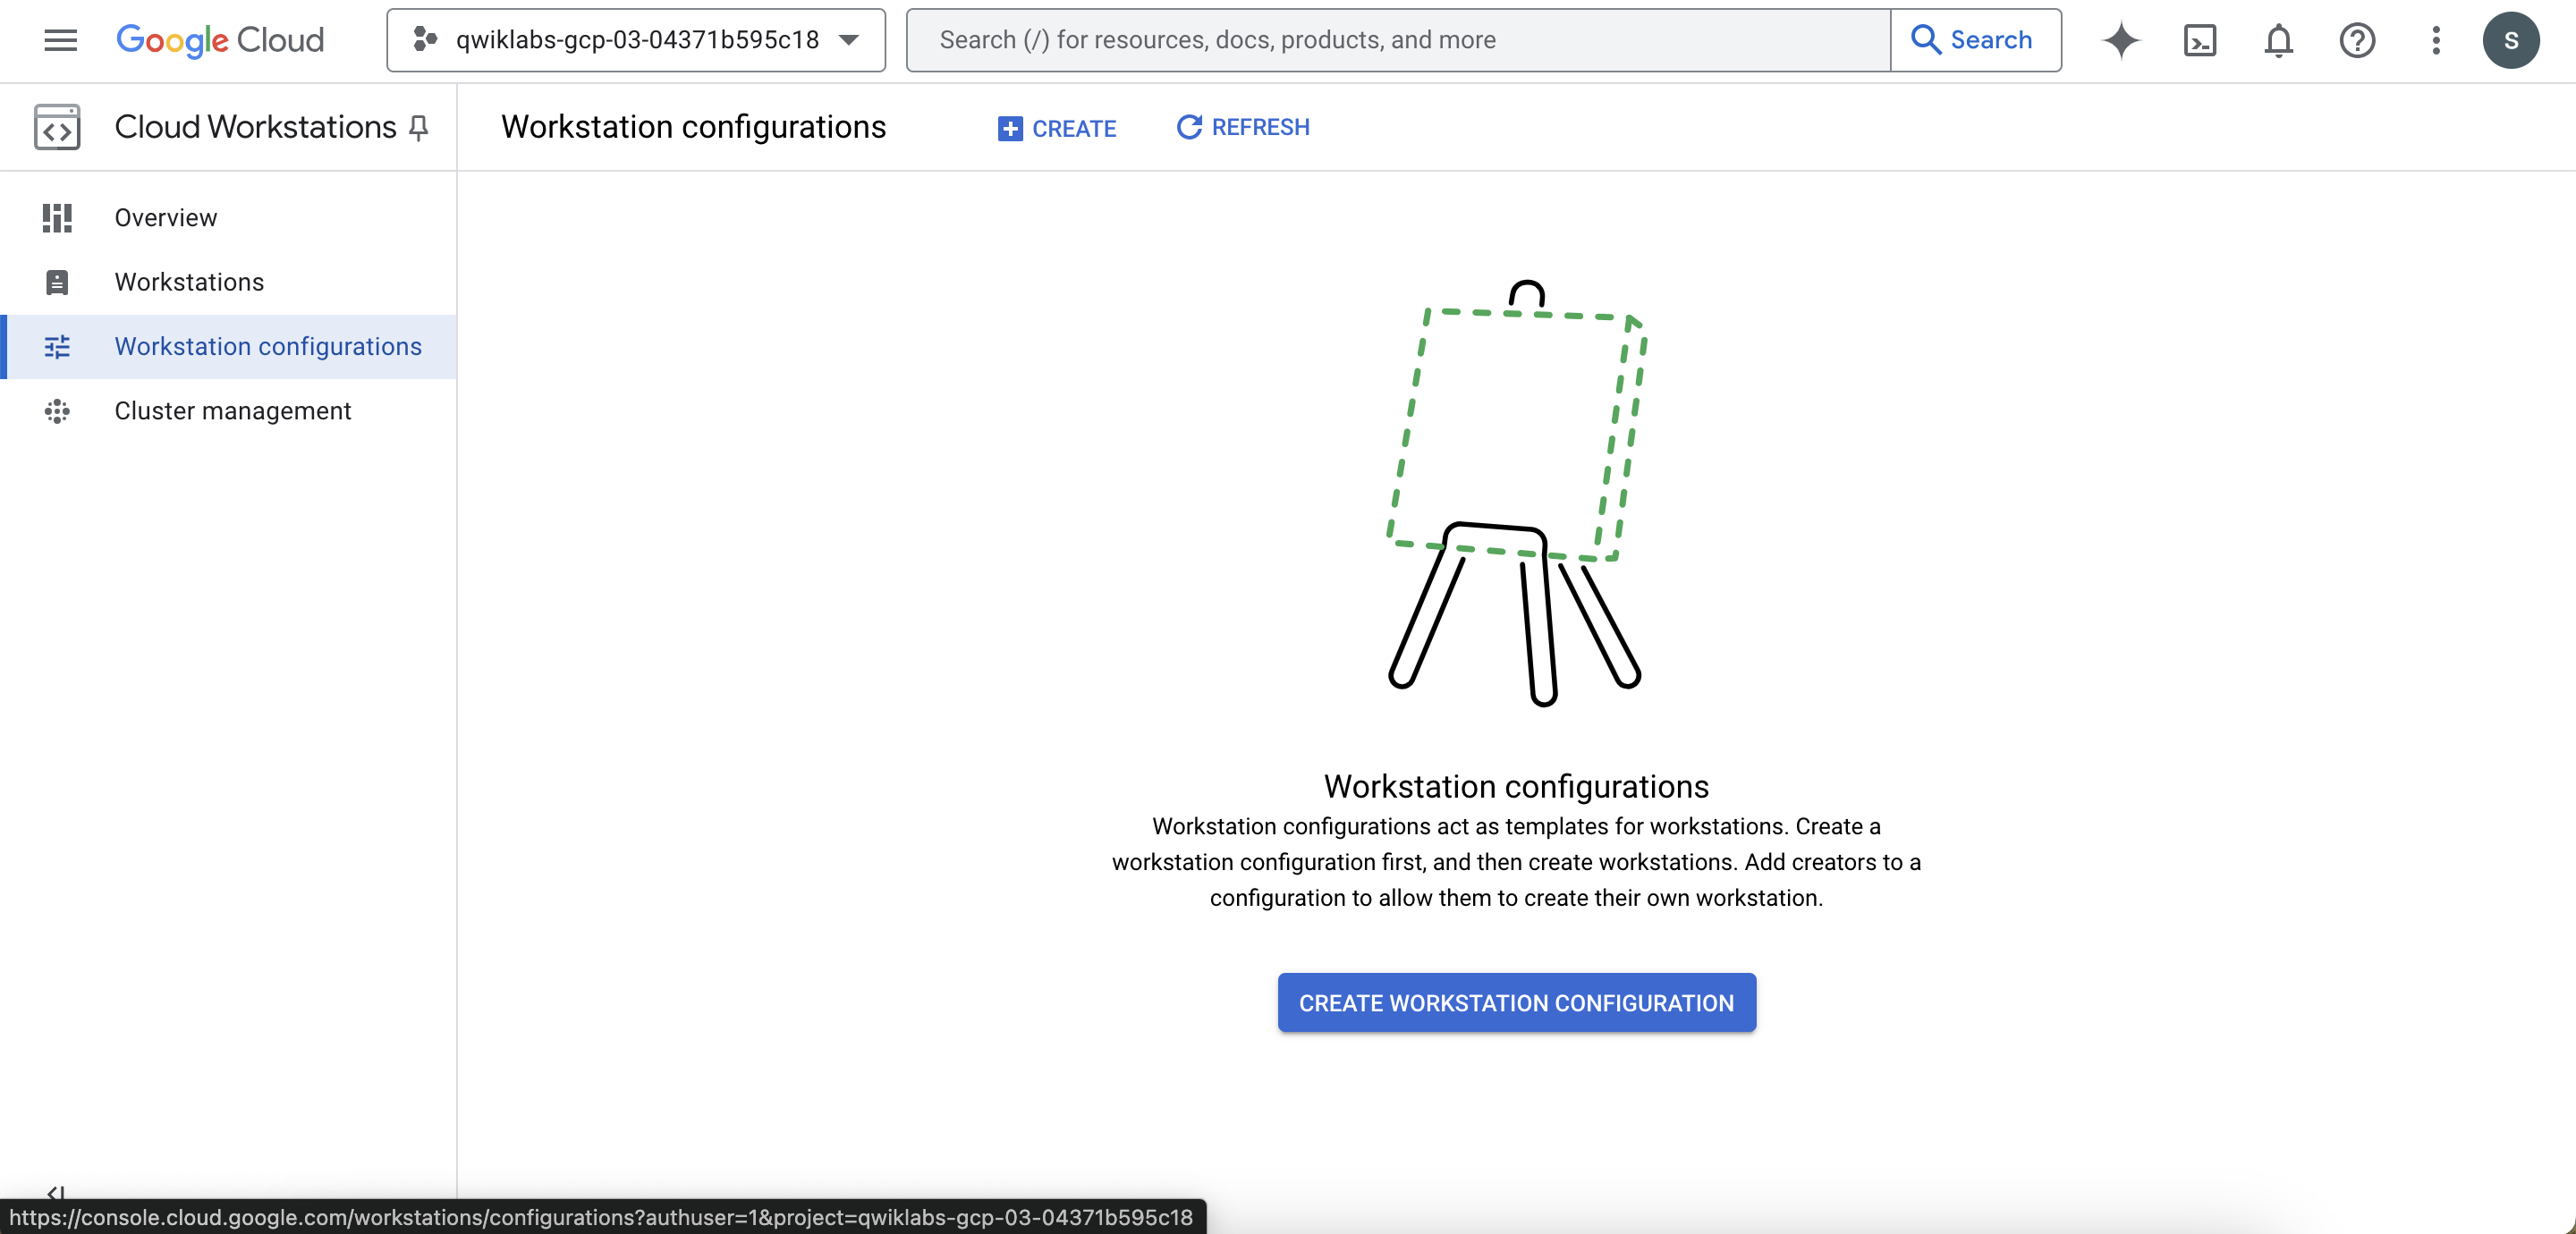 Google Cloud
qwiklabs-gcp-03-04371b595c18
Search (/) for resources, docs, products, and more
Search
S
Cloud Workstations
Workstation configurations
CREATE
REFRESH
Overview
Workstations
Workstation configurations
Cluster management
Workstation configurations
Workstation configurations act as templates for workstations. Create a
workstation configuration first, and then create workstations. Add creators to a
configuration to allow them to create their own workstation.
CREATE WORKSTATION CONFIGURATION
https://console.cloud.google.com/workstations/configurations?authuser=1&project=qwiklabs-gcp-03-04371b595c18